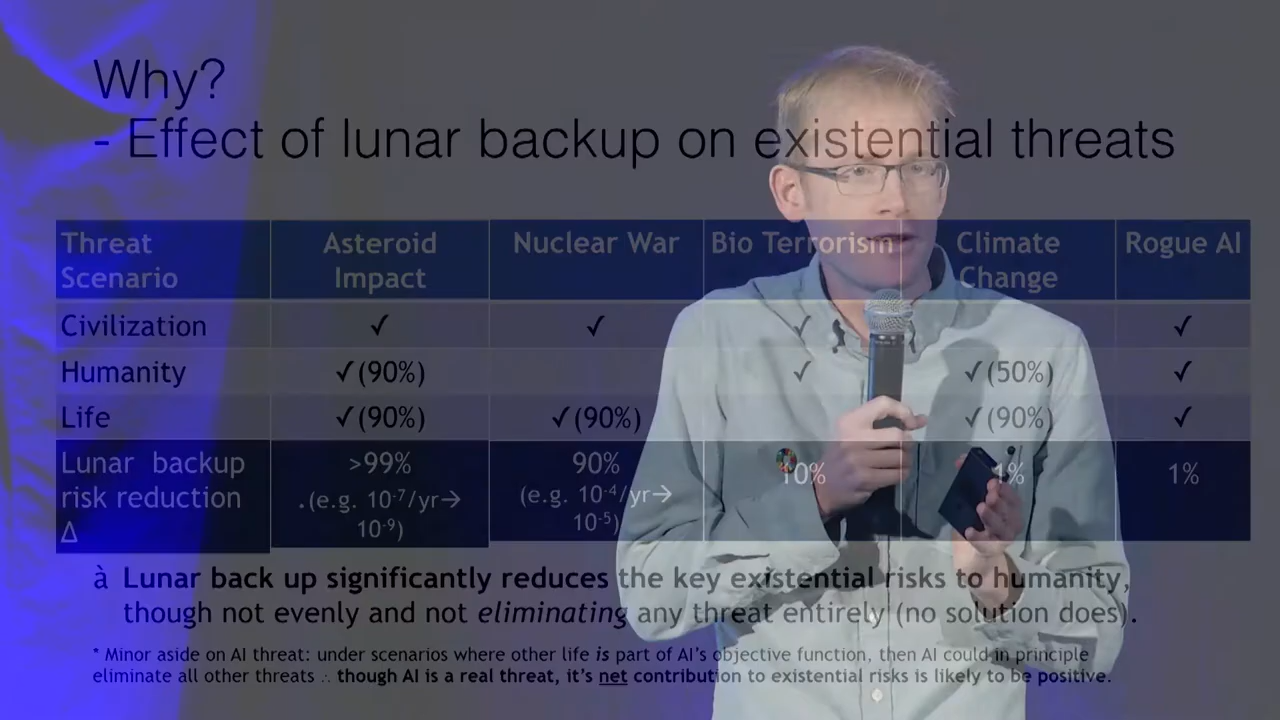 Why?
- Effect of lunar backup on existential threats
Threat Scenario Asteroid Impact Nuclear War Bio Terrorism Climate Change Rogue AI
Civilization ✓ ✓ ✓ ✓
Humanity ✓(90%) ✓ ✓(50%) ✓
Life ✓(90%) ✓(90%) ✓(90%) ✓
Lunar backup risk reduction Δ >99% .(e.g. 10⁻⁷/yr→ 10⁻⁹) 90% (e.g. 10⁻⁴/yr→ 10⁻⁵) 10% 1% 1%
à Lunar back up significantly reduces the key existential risks to humanity,
though not evenly and not eliminating any threat entirely (no solution does).
* Minor aside on AI threat: under scenarios where other life is part of AI's objective function, then AI could in principle
eliminate all other threats ∴ though AI is a real threat, it's net contribution to existential risks is likely to be positive.